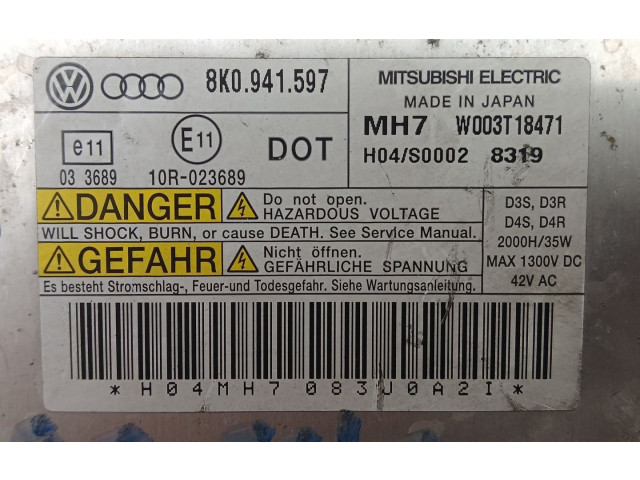 8K0.941.597
MITSUBISHI ELECTRIC
MADE IN JAPAN
MH7 W003T18471
H04/S0002 8319
e11 E11 DOT
03 3689 10R-023689
DANGER Do not open.
HAZARDOUS VOLTAGE
WILL SHOCK, BURN, or cause DEATH. See Service Manual.
GEFAHR Nicht öffnen.
GEFÄHRLICHE SPANNUNG
Es besteht Stromschlag-, Feuer-und Todesgefahr. Siehe Wartungsanleitung.
D3S, D3R
D4S, D4R
2000H/35W
MAX 1300V DC
42V AC
*H04MH7083J0A2I*